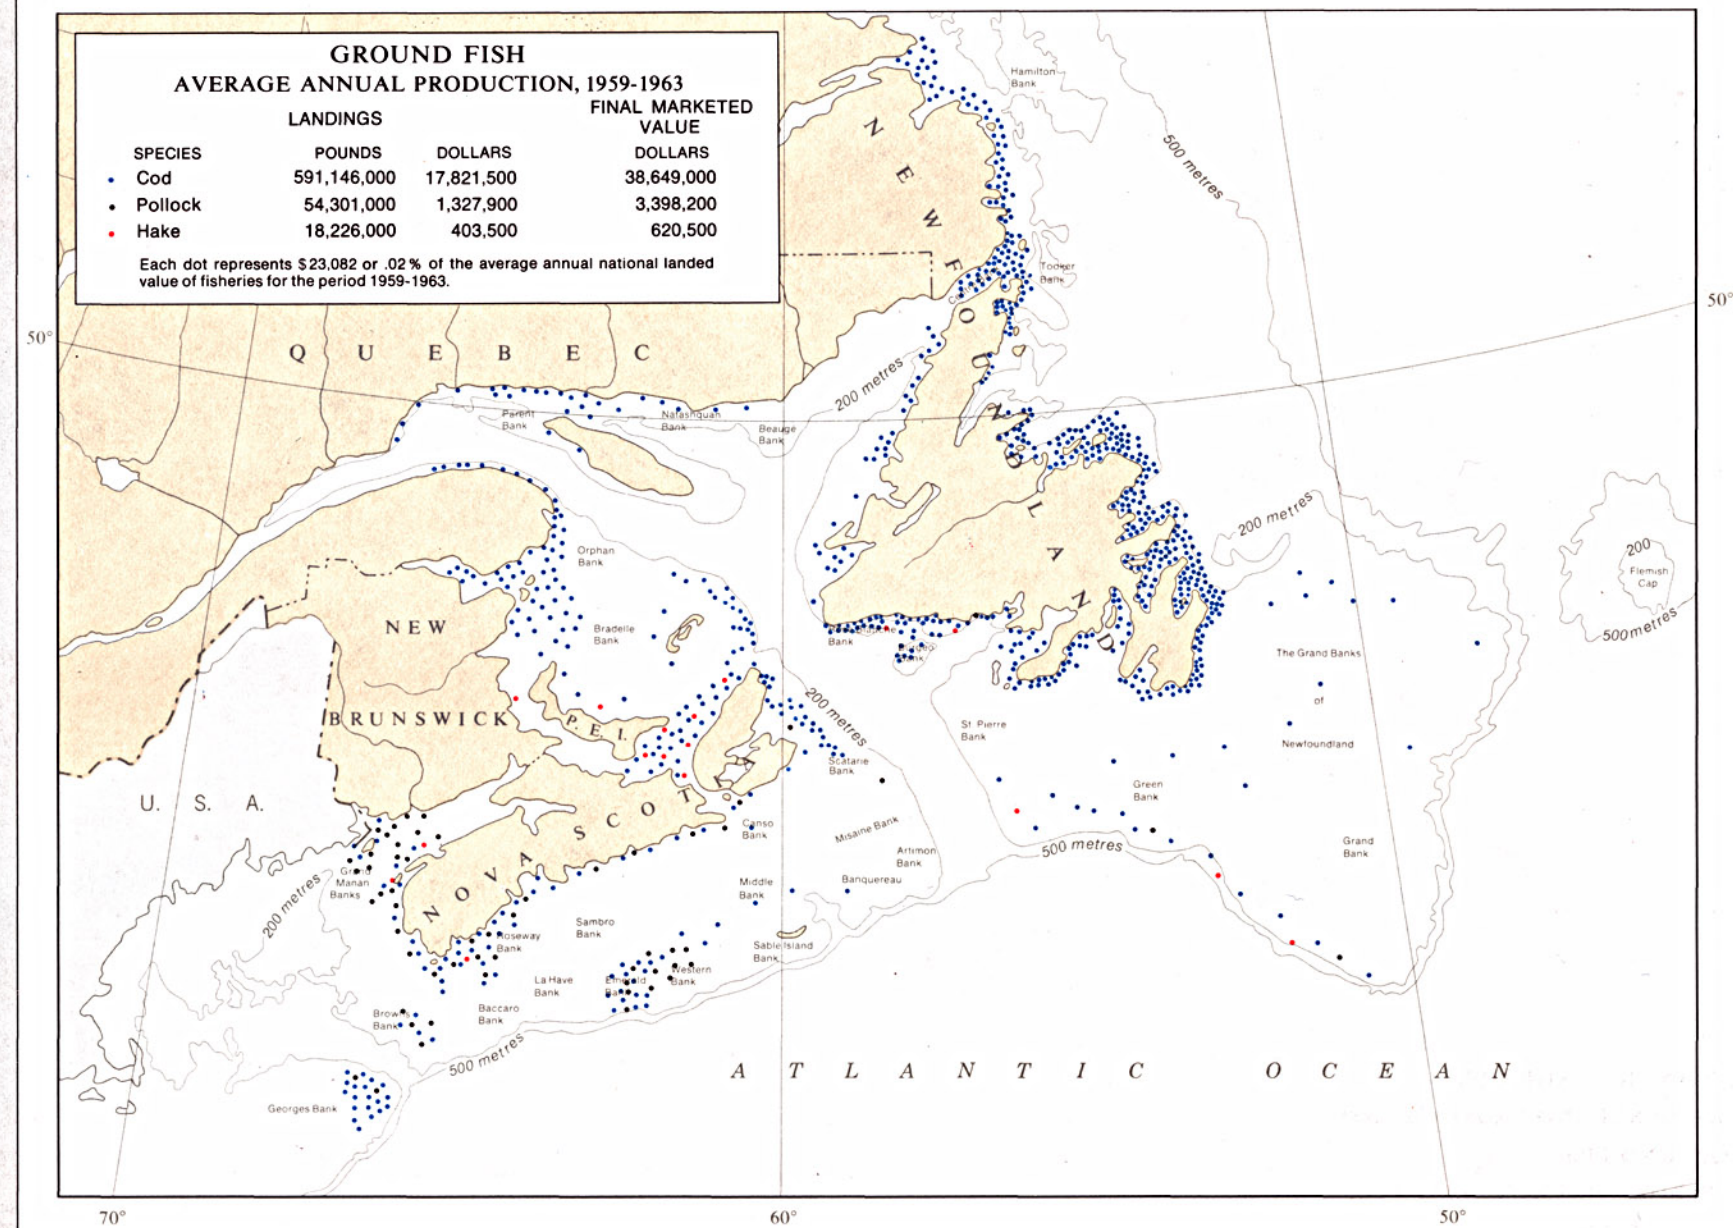 GROUND FISH
AVERAGE ANNUAL PRODUCTION, 1959-1963
LANDINGS FINAL MARKETED
VALUE
SPECIES POUNDS DOLLARS DOLLARS
Cod 591,146,000 17,821,500 38,649,000
Pollock 54,301,000 1,327,900 3,398,200
Hake 18,226,000 403,500 620,500
Each dot represents $23,082 or .02% of the average annual national landed
value of fisheries for the period 1959-1963.
Hamilton
Bank
500 metres
NEWFOUNDLAND
Tooker
Bank
50°
50°
QUEBEC
200 metres
Parent
Bank
Natashquan
Bank
Beauge
Bank
200 metres
200
Flemish
Cap
500 metres
Orphan
Bank
NEW
BRUNSWICK
Bradelle
Bank
Bank
The Grand Banks
of
Newfoundland
P.E.I.
200 metres
St. Pierre
Bank
Scatarie
Bank
Green
Bank
U. S. A.
NOVA SCOTIA
Canso
Bank
Misaine Bank
Artimon
Bank
500 metres
Grand
Bank
Grand
Manan
Banks
200 metres
Middle
Bank
Banquereau
Roseway
Bank
Sambro
Bank
Sable Island
Bank
La Have
Bank
Emerald
Bank
Western
Bank
Browns
Bank
Baccaro
Bank
500 metres
Georges Bank
ATLANTIC OCEAN
70° 60° 50°